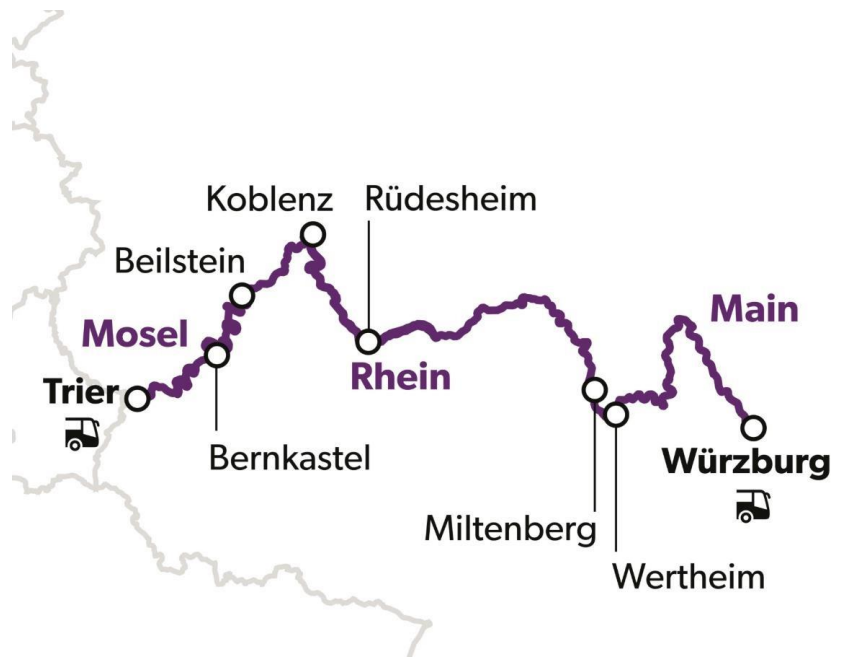 Koblenz
Rüdesheim
Beilstein
Mosel
Main
Rhein
Trier
Bernkastel
Würzburg
Miltenberg
Wertheim